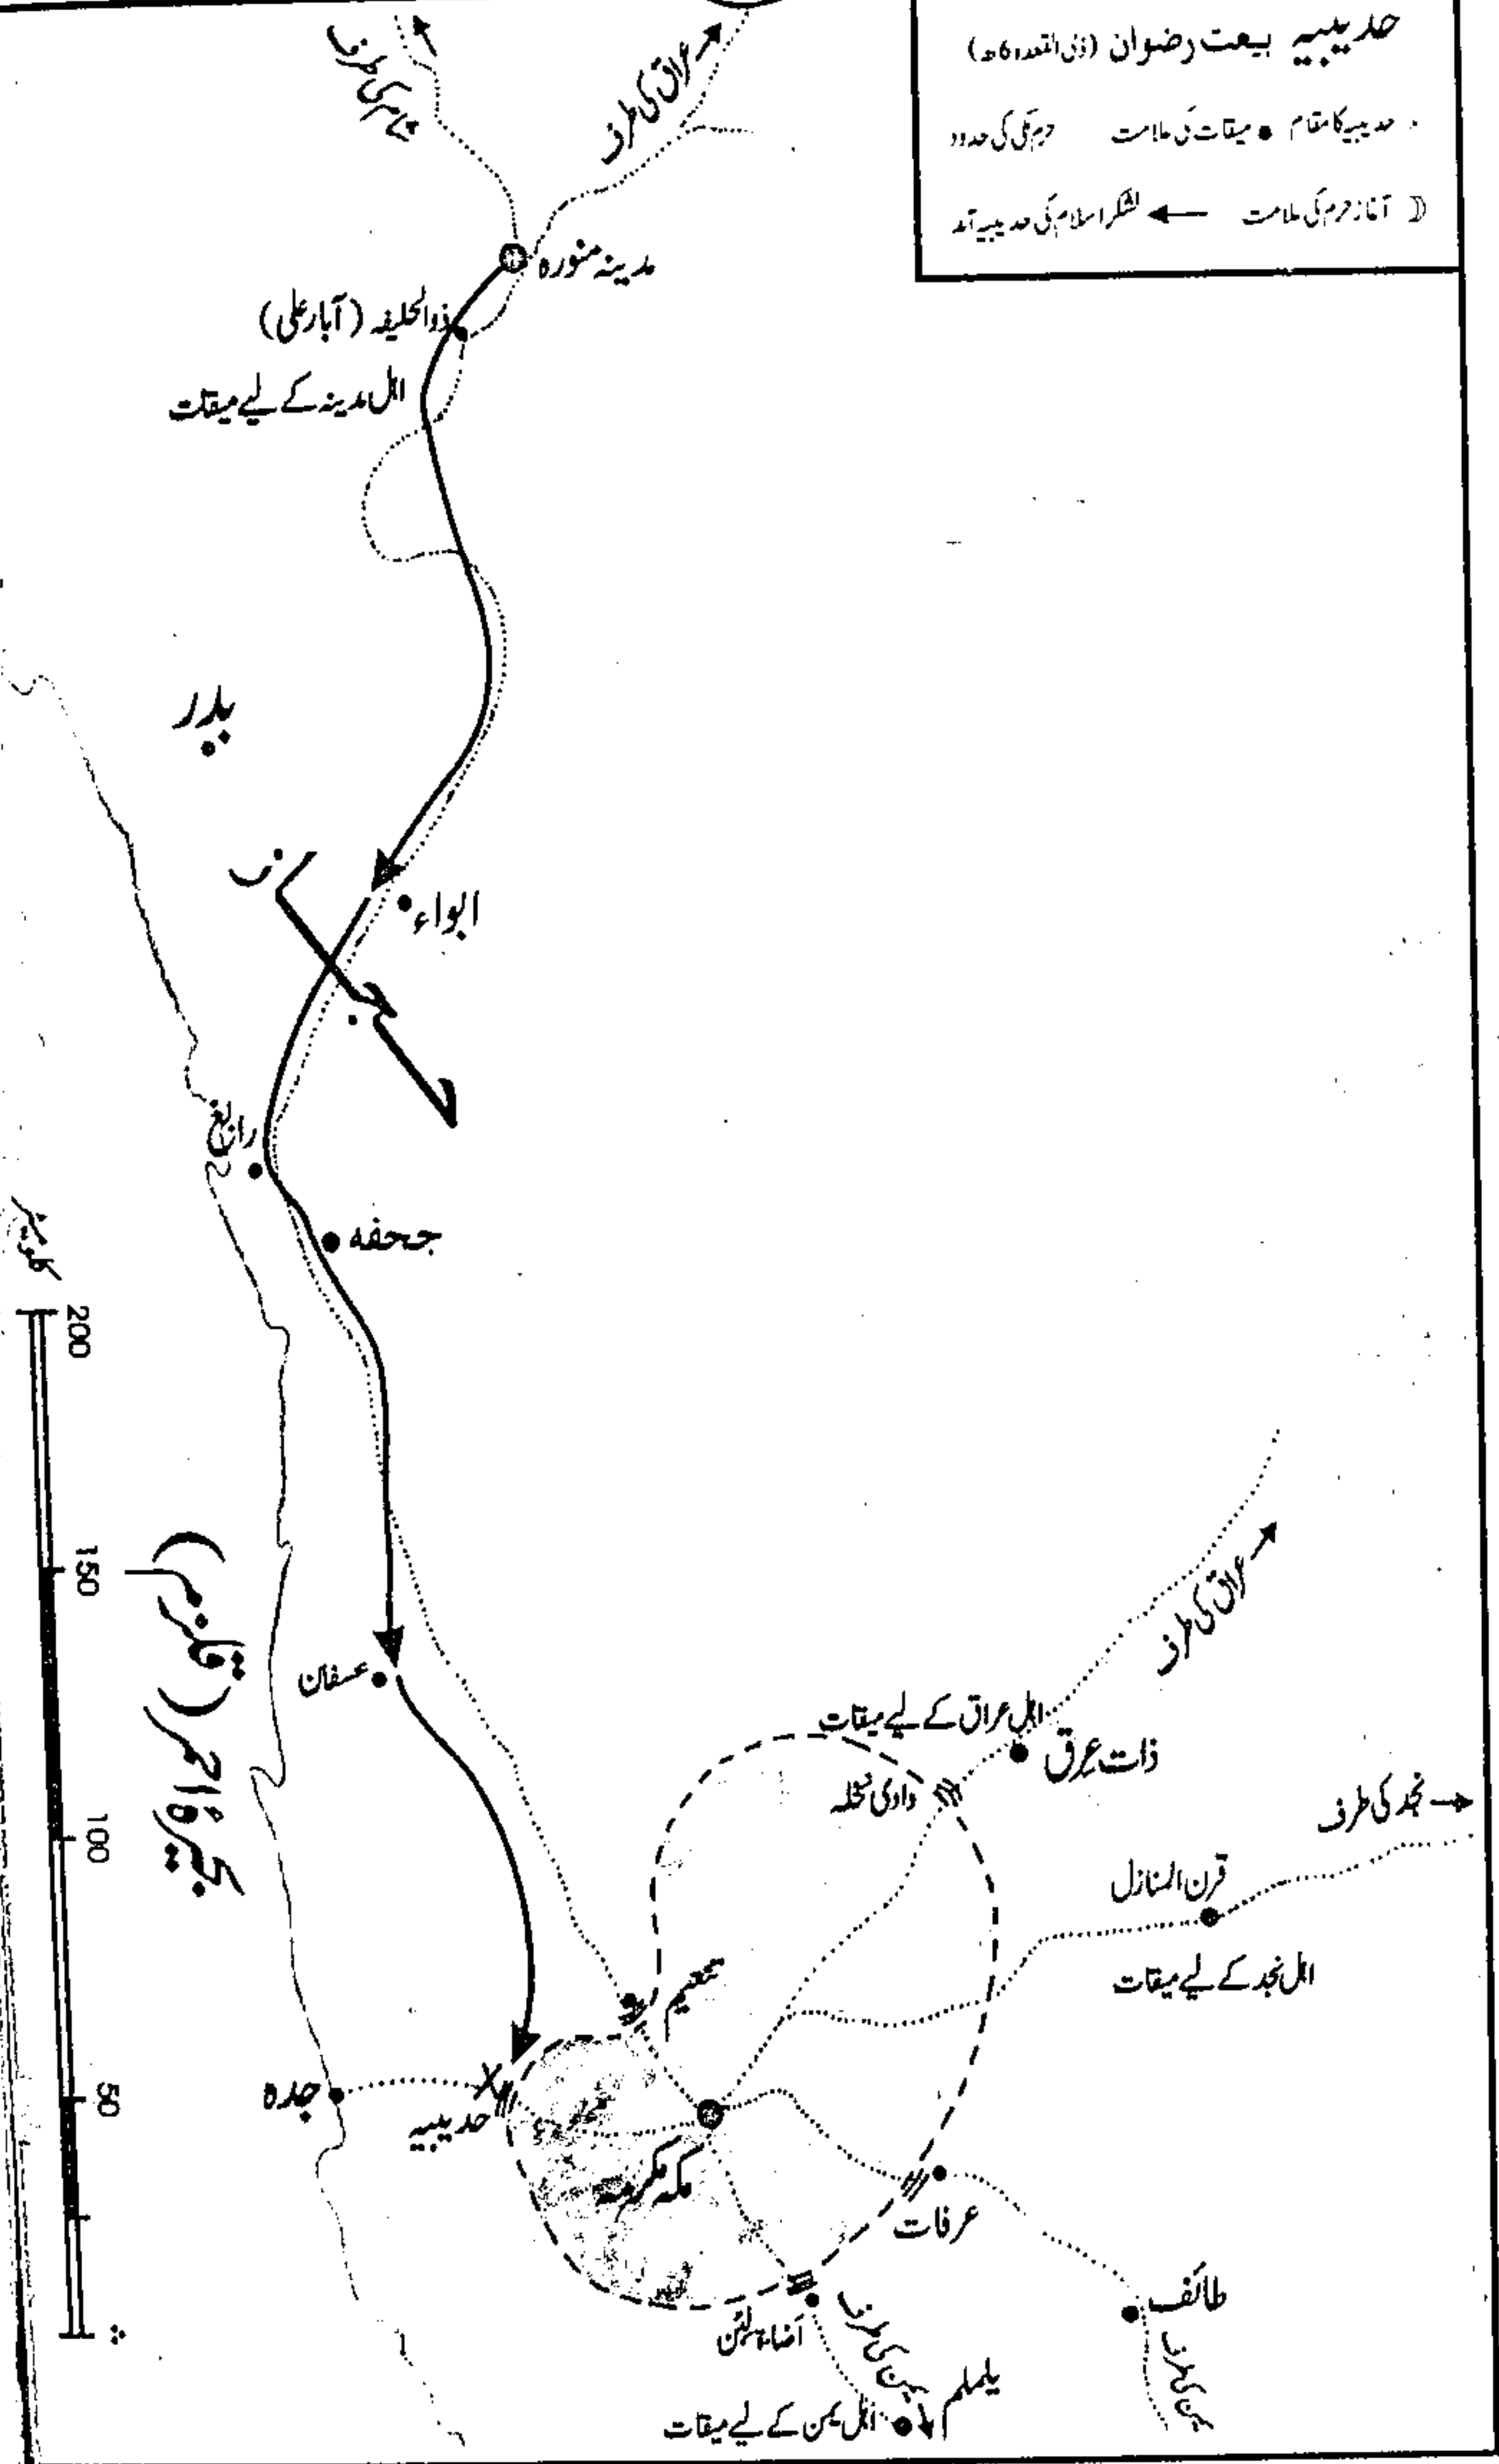 حدیبیہ بیعت رضوان (ذی القعدہ 6ھ)
حدیبیہ کا مقام ● میقات کی علامت حرم مکی کی حدود
آغاز حرم کی علامت ← لشکر اسلام کی حدیبیہ آمد
شام کی طرف
عراق کی طرف
مدینہ منورہ
ذوالحلیفہ (آبار علی)
اہل مدینہ کے لیے میقات
بدر
ابواء
رابغ
جحفہ
کلومیٹر
200
150
100
50
بحیرۂ احمر (قلزم)
عسفان
عراق کی طرف
اہل عراق کے لیے میقات
ذات عرق
وادی نخلہ
نجد کی طرف
قرن المنازل
اہل نجد کے لیے میقات
تنعیم
جدہ
حدیبیہ
مکہ مکرمہ
عرفات
طائف
یمن کی طرف
اضاءۃ لبن
یمن کی طرف
یلملم
اہل یمن کے لیے میقات